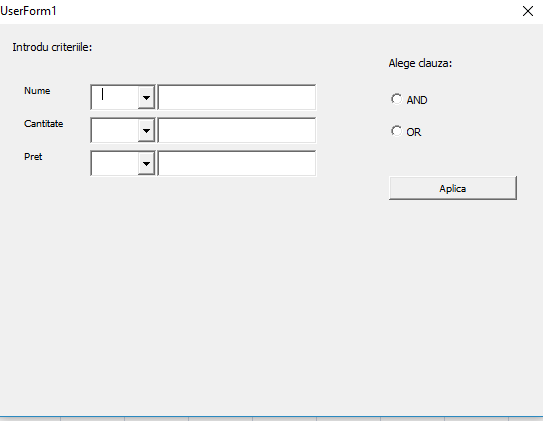 UserForm1
Introdu criteriile:
Alege clauza:
Nume
AND
Cantitate
OR
Pret
Aplica